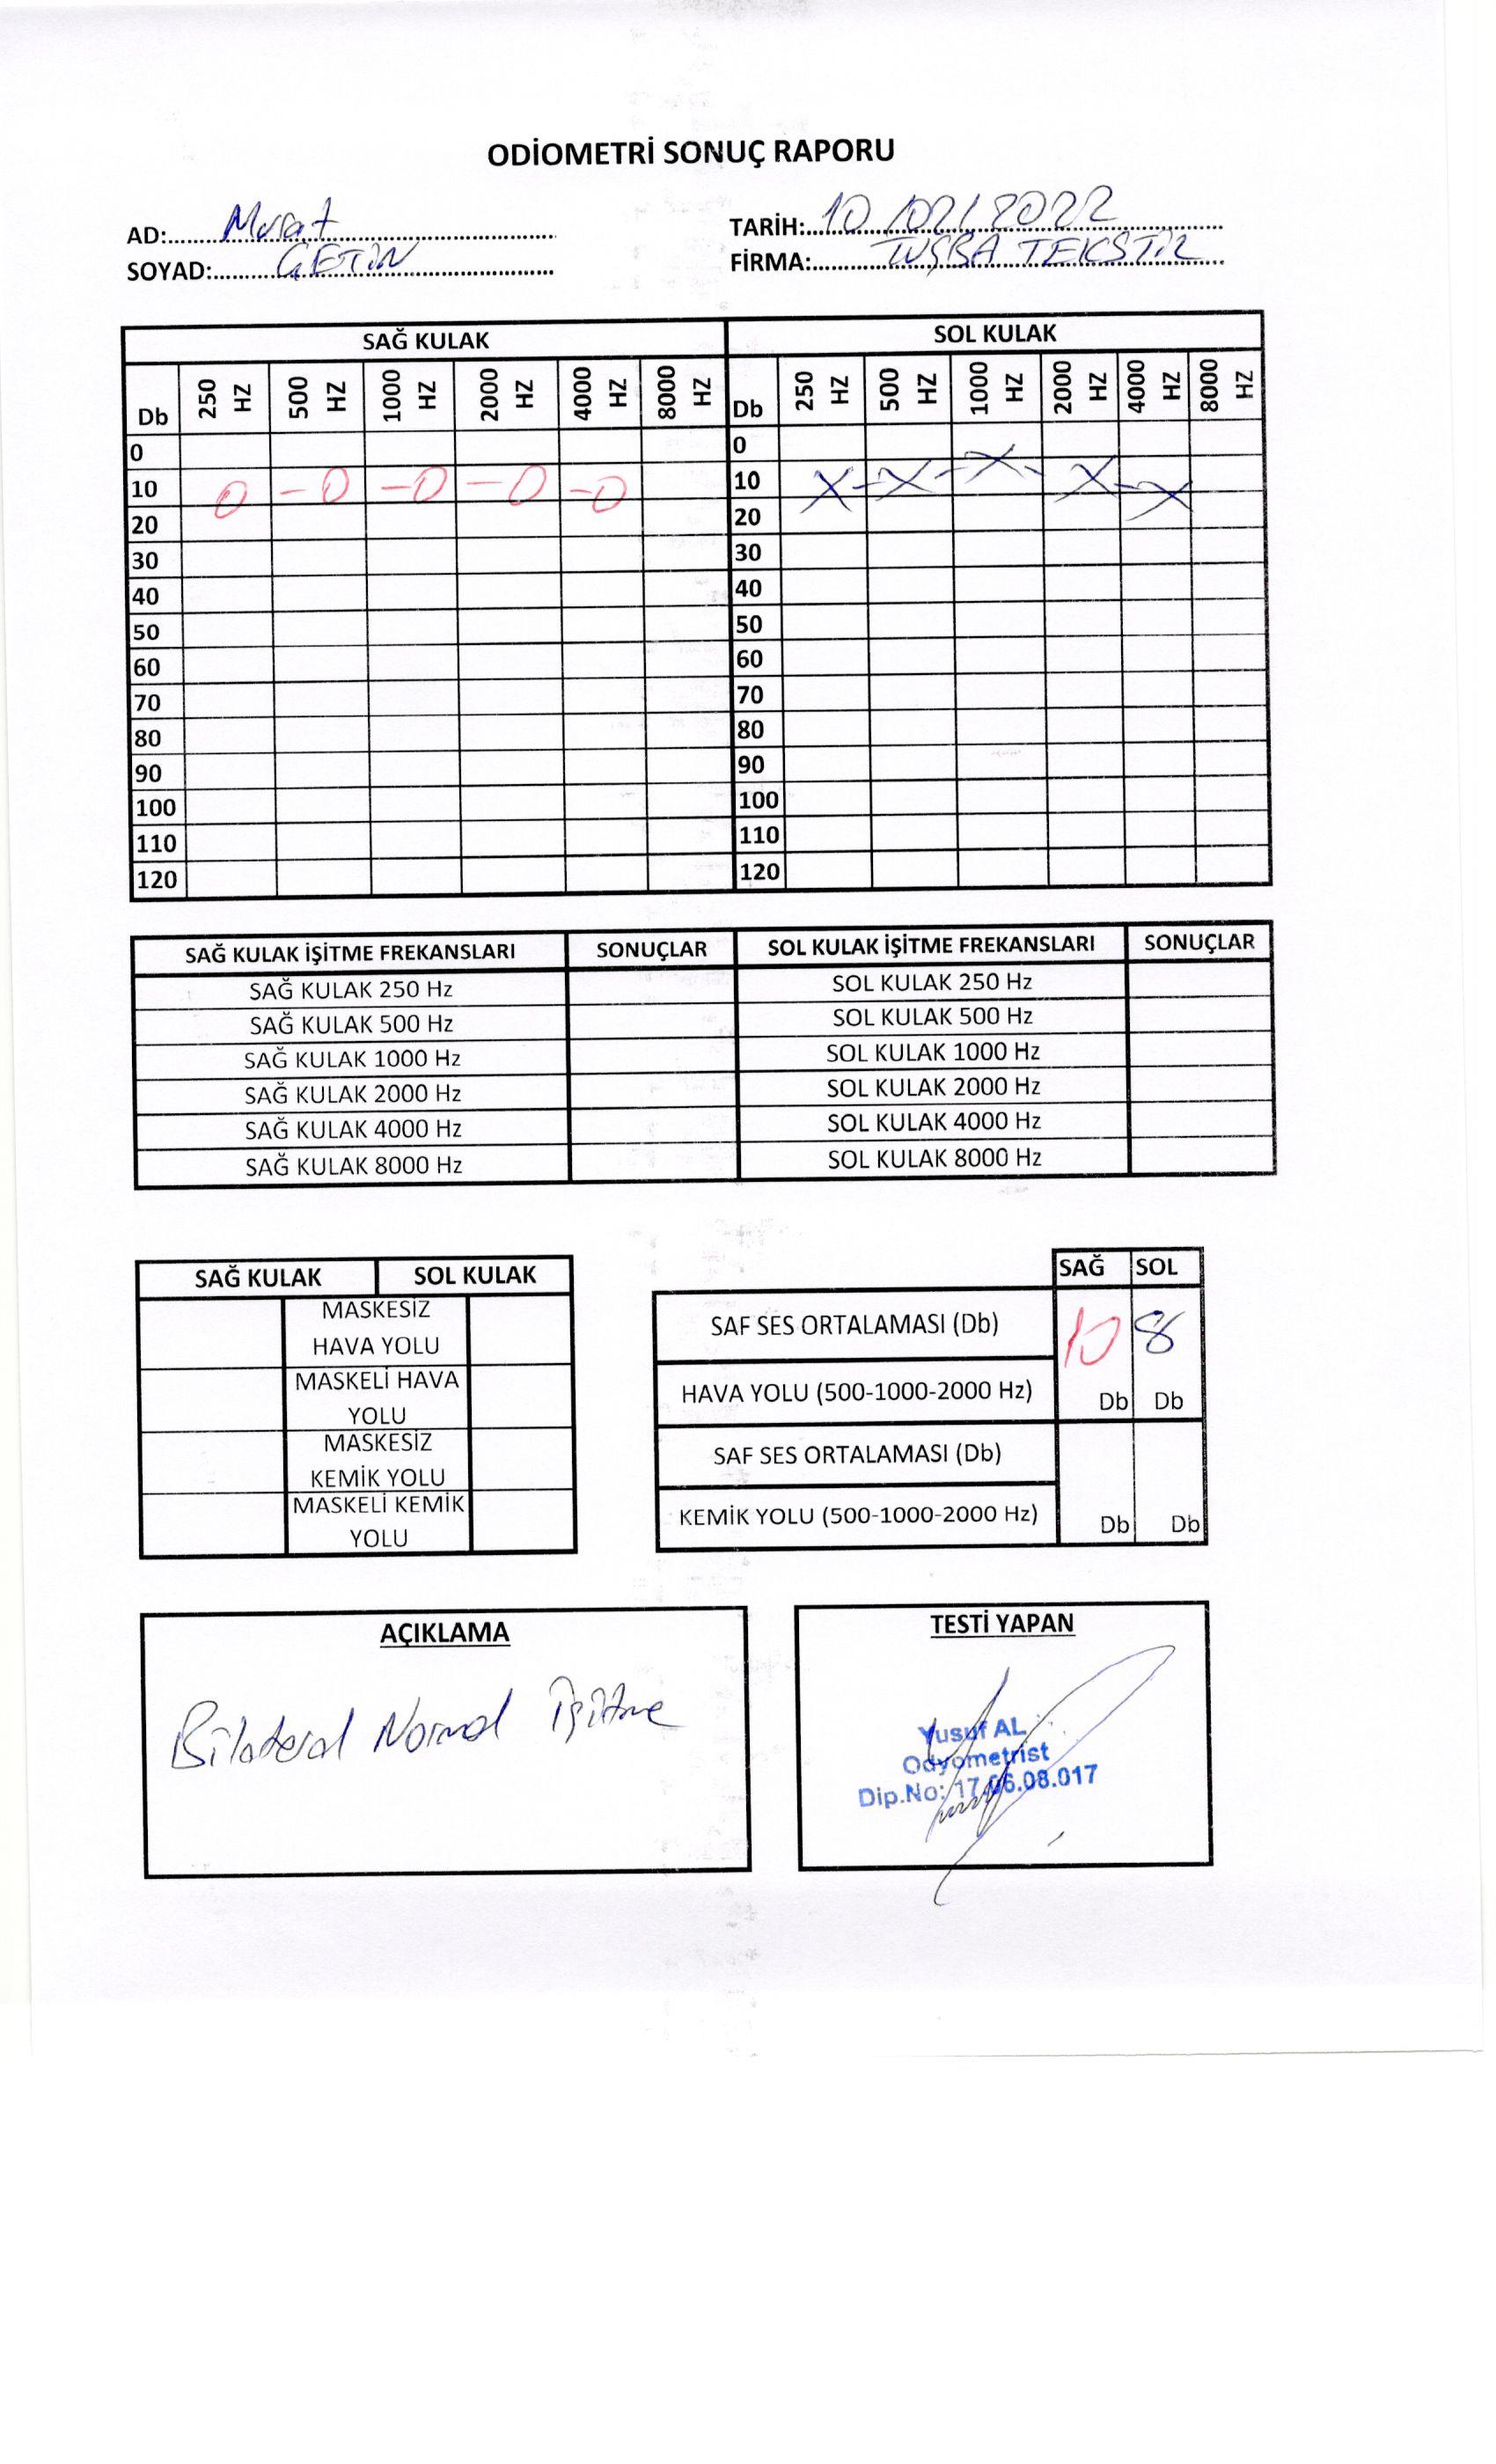 ODİOMETRİ SONUÇ RAPORU
AD: Murat
TARİH: 10/02/2022
SOYAD: ÇETİN
FİRMA: TUŞBA TEKSTİL
SAĞ KULAK SOL KULAK
Db 250 HZ 500 HZ 1000 HZ 2000 HZ 4000 HZ 8000 HZ Db 250 HZ 500 HZ 1000 HZ 2000 HZ 4000 HZ 8000 HZ
0 0
10 0 - 0 - 0 - 0 - 0 10 X - X - X - X - X
20 20
30 30
40 40
50 50
60 60
70 70
80 80
90 90
100 100
110 110
120 120
SAĞ KULAK İŞİTME FREKANSLARI SONUÇLAR SOL KULAK İŞİTME FREKANSLARI SONUÇLAR
SAĞ KULAK 250 Hz SOL KULAK 250 Hz
SAĞ KULAK 500 Hz SOL KULAK 500 Hz
SAĞ KULAK 1000 Hz SOL KULAK 1000 Hz
SAĞ KULAK 2000 Hz SOL KULAK 2000 Hz
SAĞ KULAK 4000 Hz SOL KULAK 4000 Hz
SAĞ KULAK 8000 Hz SOL KULAK 8000 Hz
SAĞ KULAK SOL KULAK
MASKESİZ
HAVA YOLU
MASKELİ HAVA
YOLU
MASKESİZ
KEMİK YOLU
MASKELİ KEMİK
YOLU
SAĞ SOL
SAF SES ORTALAMASI (Db) 10 8
HAVA YOLU (500-1000-2000 Hz) Db Db
SAF SES ORTALAMASI (Db)
KEMİK YOLU (500-1000-2000 Hz) Db Db
AÇIKLAMA
Bilateral Normal İşitme
TESTİ YAPAN
Yusuf AL
Odyometrist
Dip.No: 17.06.08.017